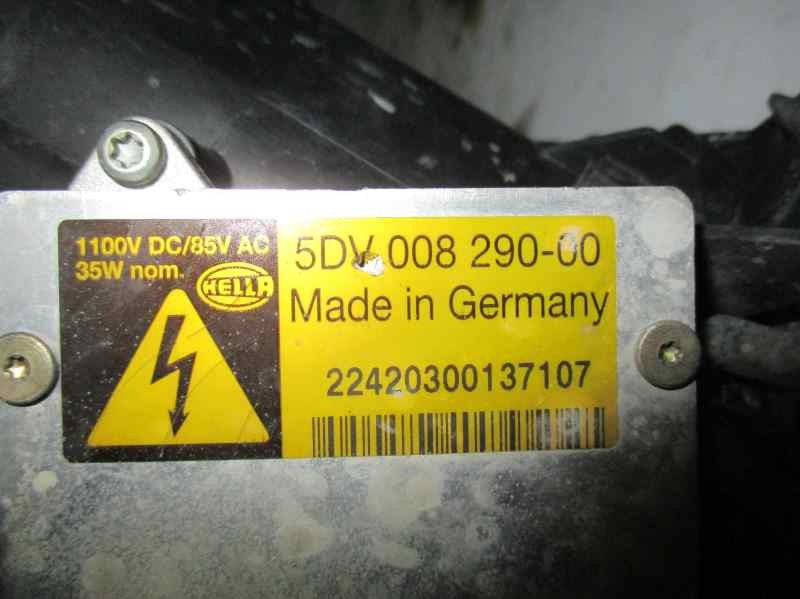 1100V DC/85V AC
35W nom.
HELLA
5DV 008 290-00
Made in Germany
22420300137107